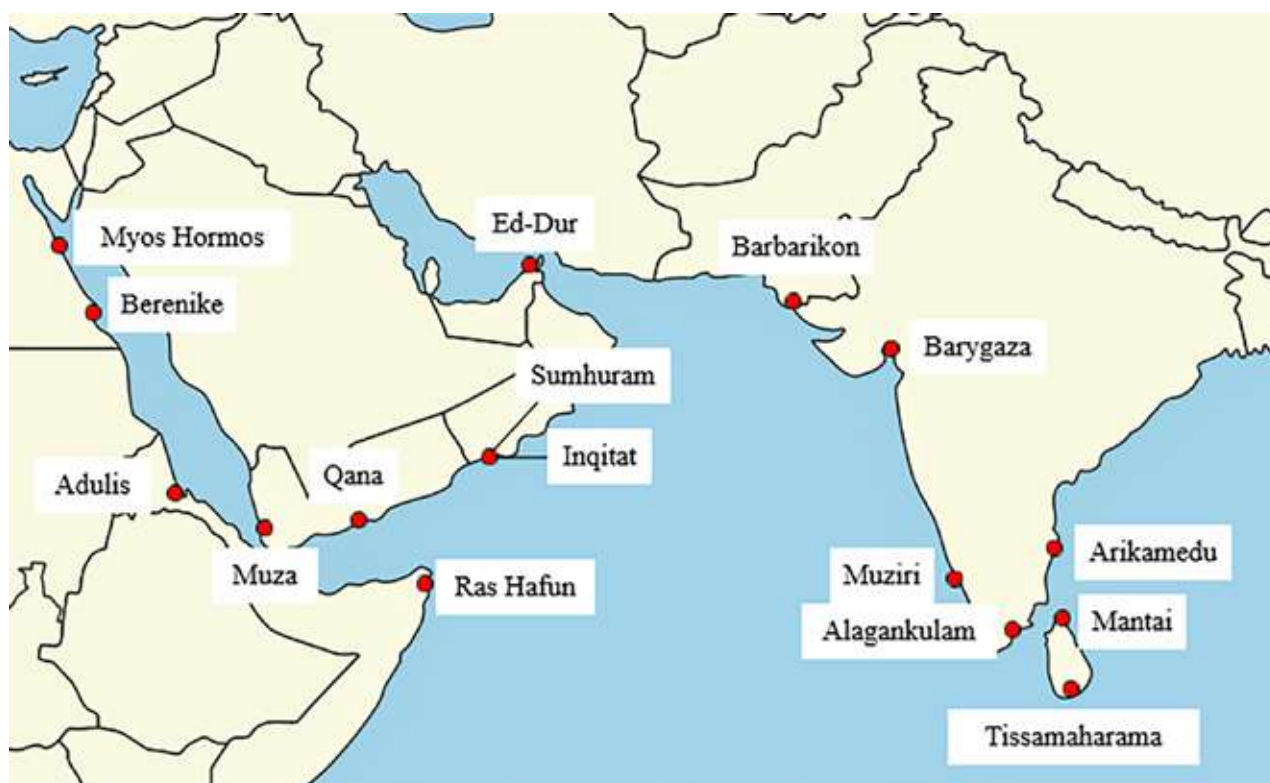 Myos Hormos
Berenike
Ed-Dur
Barbarikon
Barygaza
Sumhuram
Inqitat
Qana
Adulis
Muza
Ras Hafun
Muziri
Alagankulam
Arikamedu
Mantai
Tissamaharama